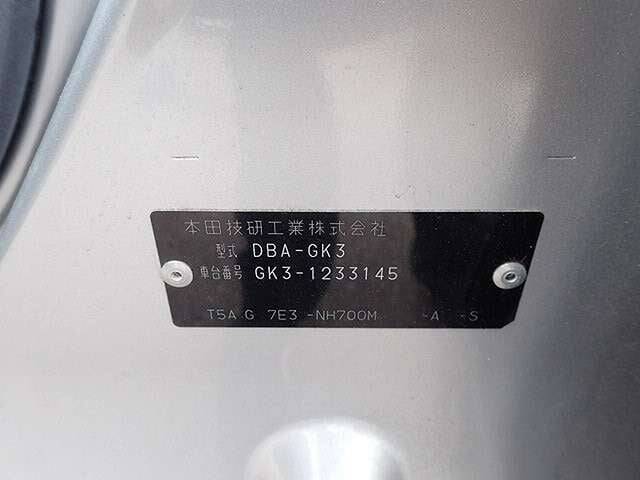 本田技研工業株式会社
型式 DBA-GK3
車台番号 GK3-1233145
T5A G 7E3 -NH700M -A -S